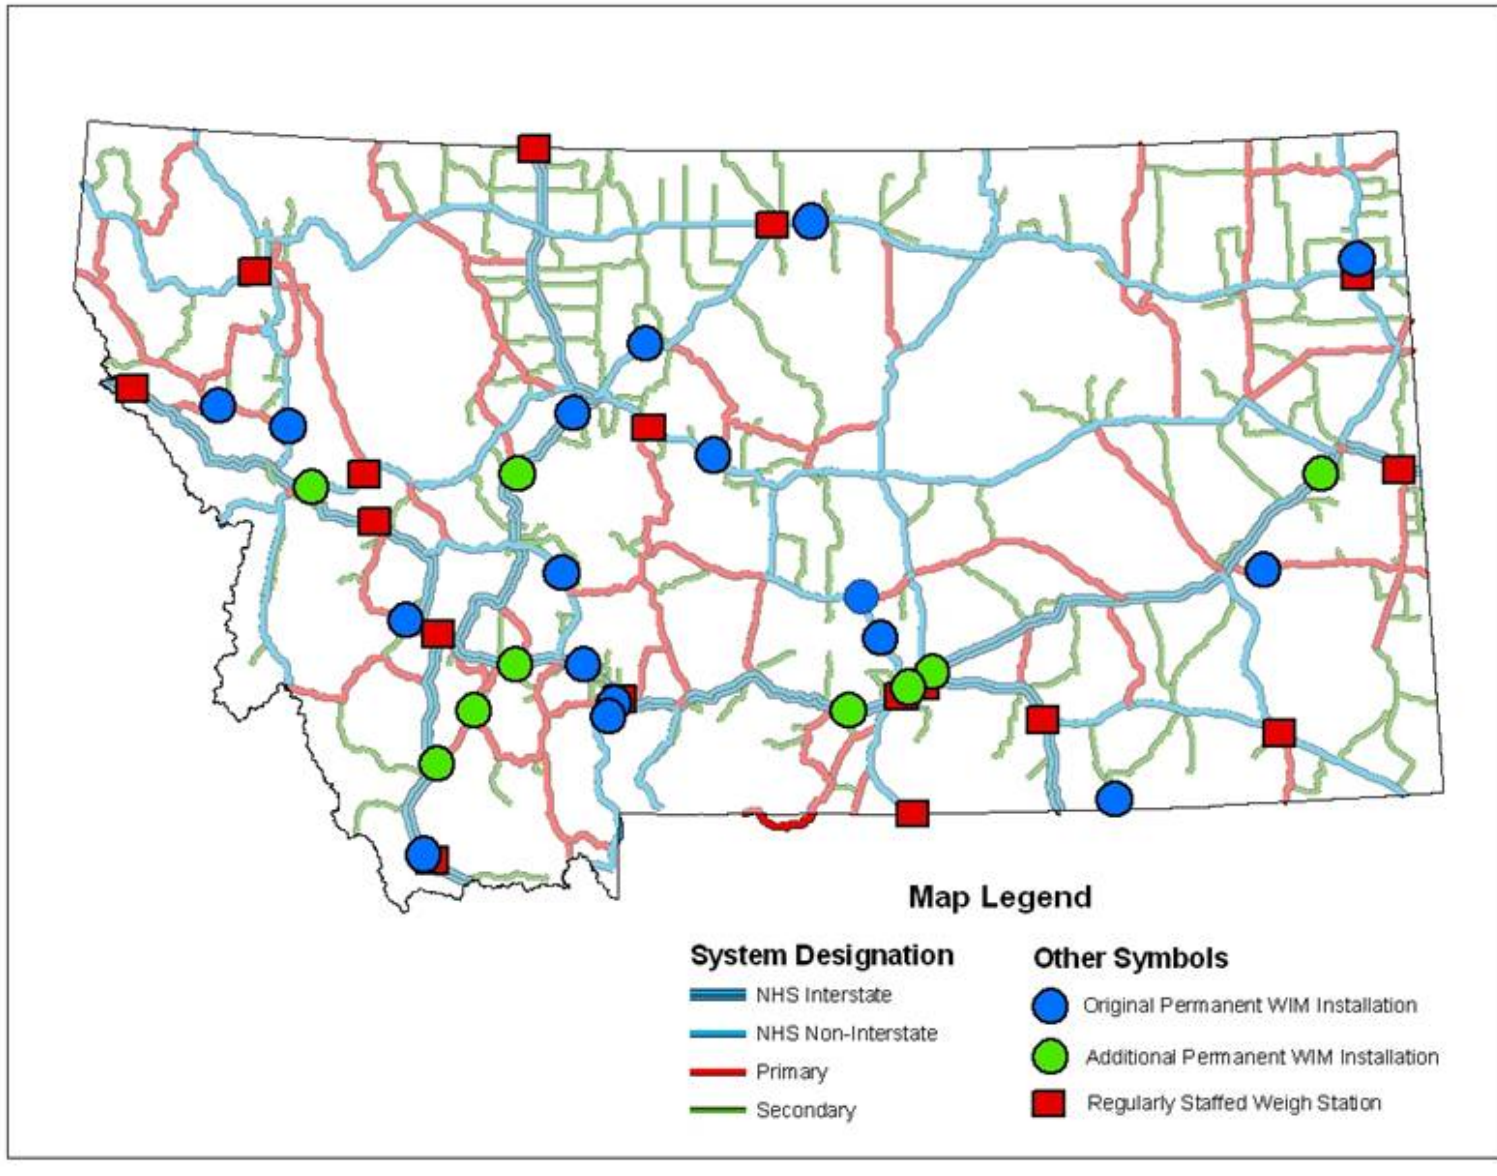 Map Legend
System Designation
NHS Interstate
NHS Non-Interstate
Primary
Secondary
Other Symbols
Original Permanent WIM Installation
Additional Permanent WIM Installation
Regularly Staffed Weigh Station